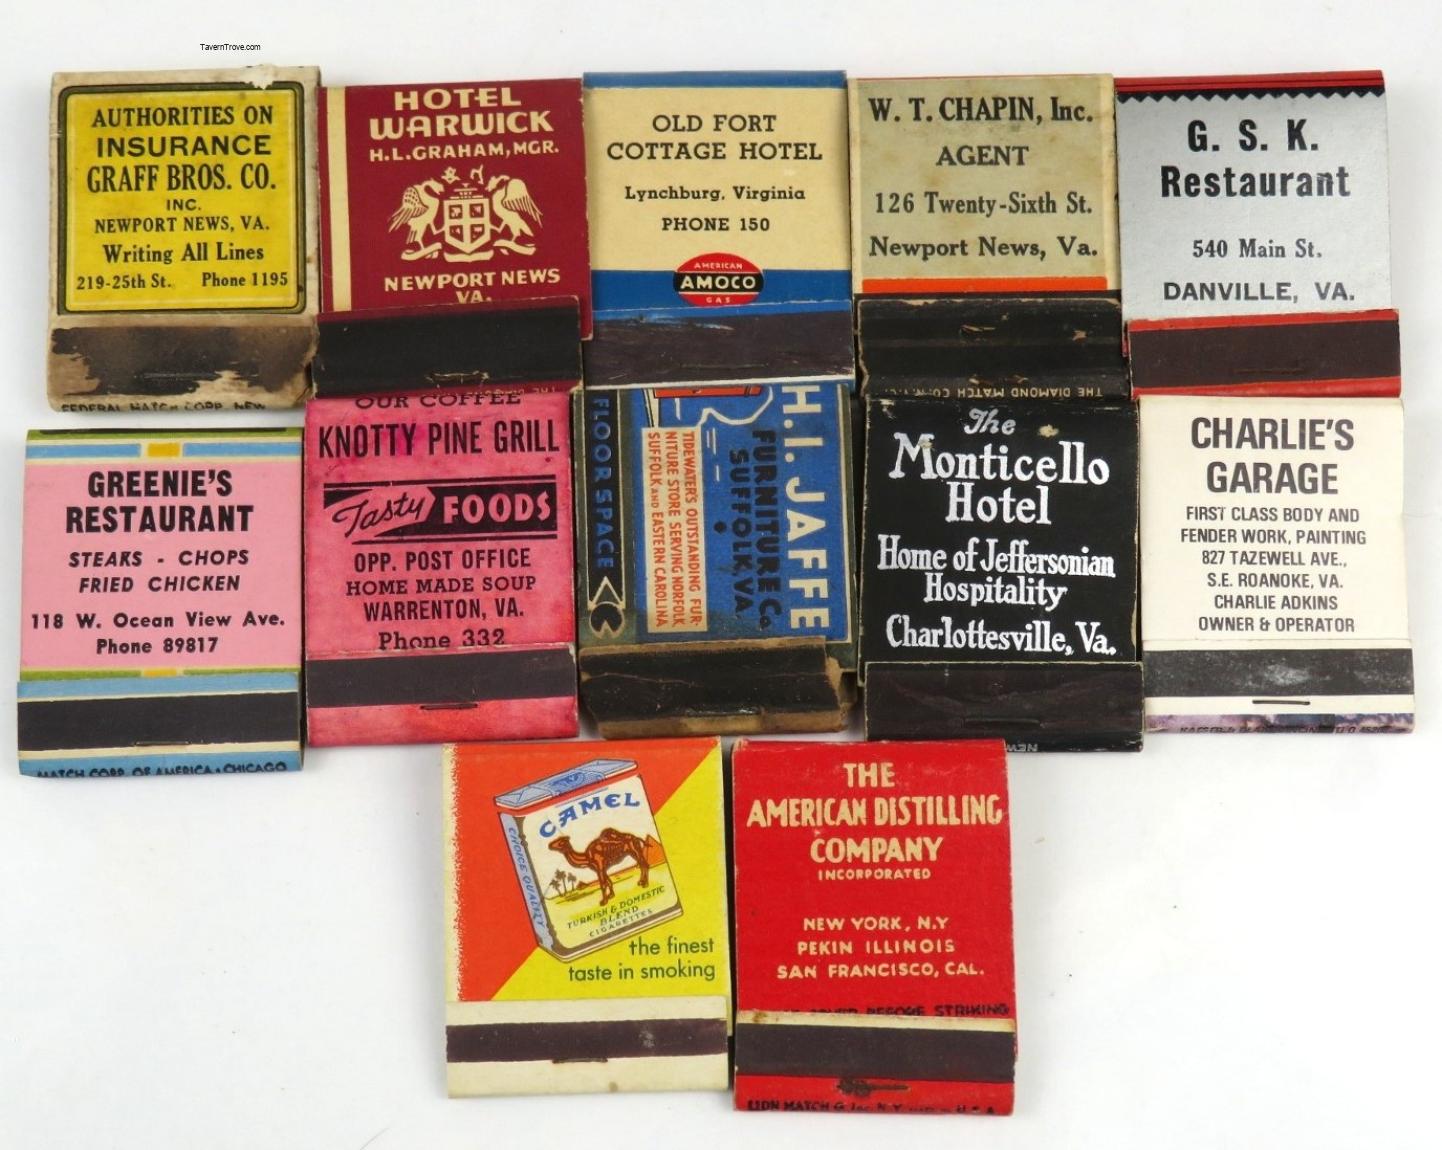 TavernTrove.com
AUTHORITIES ON
INSURANCE
GRAFF BROS. CO.
INC.
NEWPORT NEWS, VA.
Writing All Lines
219-25th St. Phone 1195
FEDERAL MATCH CORP. NEW
HOTEL
WARWICK
H.L.GRAHAM, MGR.
NEWPORT NEWS
VA.
OLD FORT
COTTAGE HOTEL
Lynchburg, Virginia
PHONE 150
AMERICAN
AMOCO
GAS
W. T. CHAPIN, Inc.
AGENT
126 Twenty-Sixth St.
Newport News, Va.
THE DIAMOND MATCH CO. N.Y.C.
G. S. K.
Restaurant
540 Main St.
DANVILLE, VA.
GREENIE'S
RESTAURANT
STEAKS - CHOPS
FRIED CHICKEN
118 W. Ocean View Ave.
Phone 89817
MATCH CORP. OF AMERICA, CHICAGO
OUR COFFEE
KNOTTY PINE GRILL
Tasty FOODS
OPP. POST OFFICE
HOME MADE SOUP
WARRENTON, VA.
Phone 332
H.I. JAFFE
FURNITURE Co.
SUFFOLK, VA.
TIDEWATER'S OUTSTANDING FUR-
NITURE STORE SERVING NORFOLK
SUFFOLK AND EASTERN CAROLINA
FLOOR SPACE
The
Monticello
Hotel
Home of Jeffersonian
Hospitality
Charlottesville, Va.
NEW
CHARLIE'S
GARAGE
FIRST CLASS BODY AND
FENDER WORK, PAINTING
827 TAZEWELL AVE.,
S.E. ROANOKE, VA.
CHARLIE ADKINS
OWNER & OPERATOR
CAMEL
CHOICE QUALITY
TURKISH & DOMESTIC
BLEND
CIGARETTES
the finest
taste in smoking
THE
AMERICAN DISTILLING
COMPANY
INCORPORATED
NEW YORK, N.Y
PEKIN ILLINOIS
SAN FRANCISCO, CAL.
COVER BEFORE STRIKING
LION MATCH Co. Inc. N.Y. U.S.A